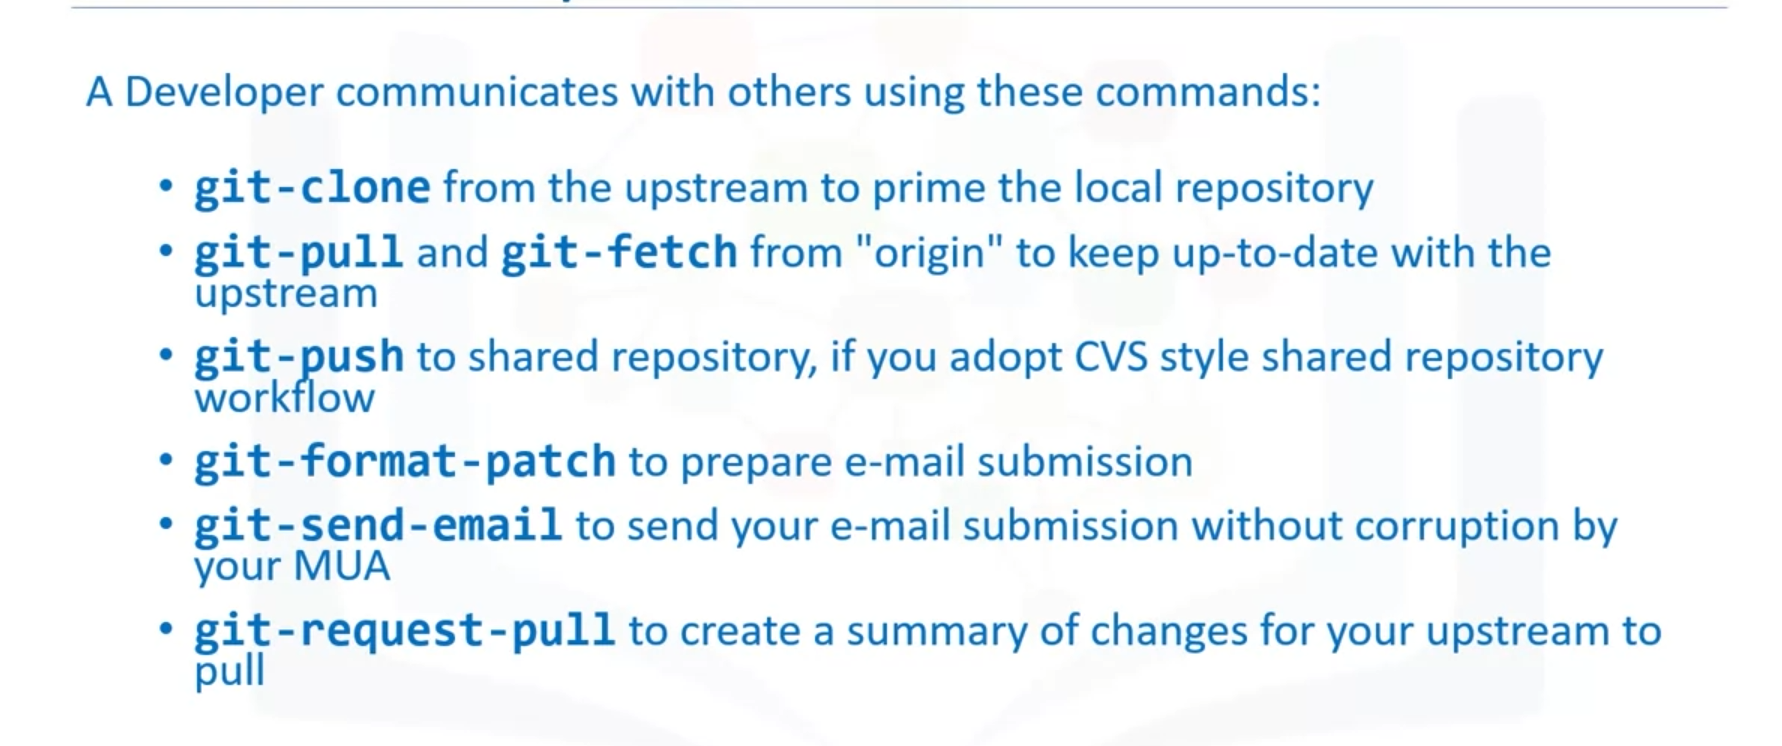 A Developer communicates with others using these commands:
• git-clone from the upstream to prime the local repository
• git-pull and git-fetch from "origin" to keep up-to-date with the
upstream
• git-push to shared repository, if you adopt CVS style shared repository
workflow
• git-format-patch to prepare e-mail submission
• git-send-email to send your e-mail submission without corruption by
your MUA
• git-request-pull to create a summary of changes for your upstream to
pull